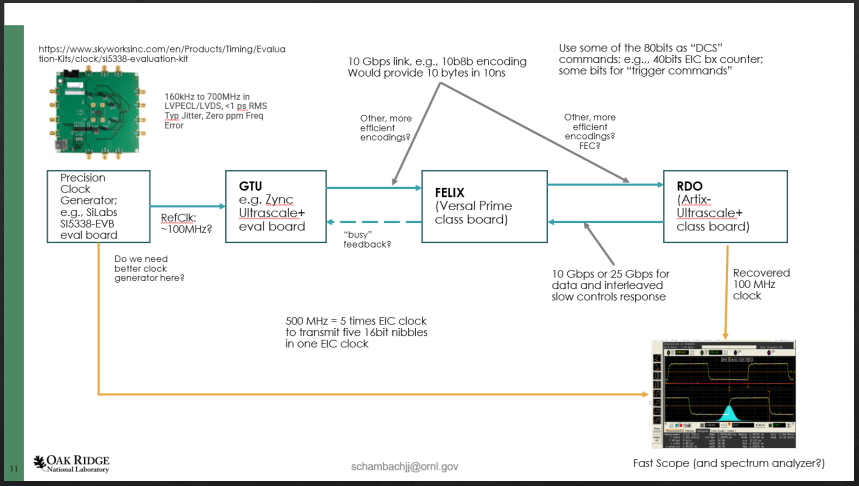 https://www.skyworksinc.com/en/Products/Timing/Evalua
tion-Kits/clock/si5338-evaluation-kit
160kHz to 700MHz in
LVPECL/LVDS, <1 ps RMS
Typ Jitter, Zero ppm Freq
Error
10 Gbps link, e.g., 10b8b encoding
Would provide 10 bytes in 10ns
Use some of the 80bits as “DCS”
commands; e.g.,. 40bits EIC bx counter;
some bits for “trigger commands”
Other, more
efficient
encodings?
Other, more
efficient
encodings?
FEC?
Precision
Clock
Generator;
e.g., SiLabs
SI5338-EVB
eval board
RefClk:
~100MHz?
GTU
e.g. Zync
Ultrascale+
eval board
“busy”
feedback?
FELIX
(Versal Prime
class board)
RDO
(Artix-
Ultrascale+
class board)
Do we need
better clock
generator here?
10 Gbps or 25 Gbps for
data and interleaved
slow controls response
Recovered
100 MHz
clock
500 MHz = 5 times EIC clock
to transmit five 16bit nibbles
in one EIC clock
Fast Scope (and spectrum analyzer?)
11
OAK RIDGE
National Laboratory
schambachjj@ornl.gov